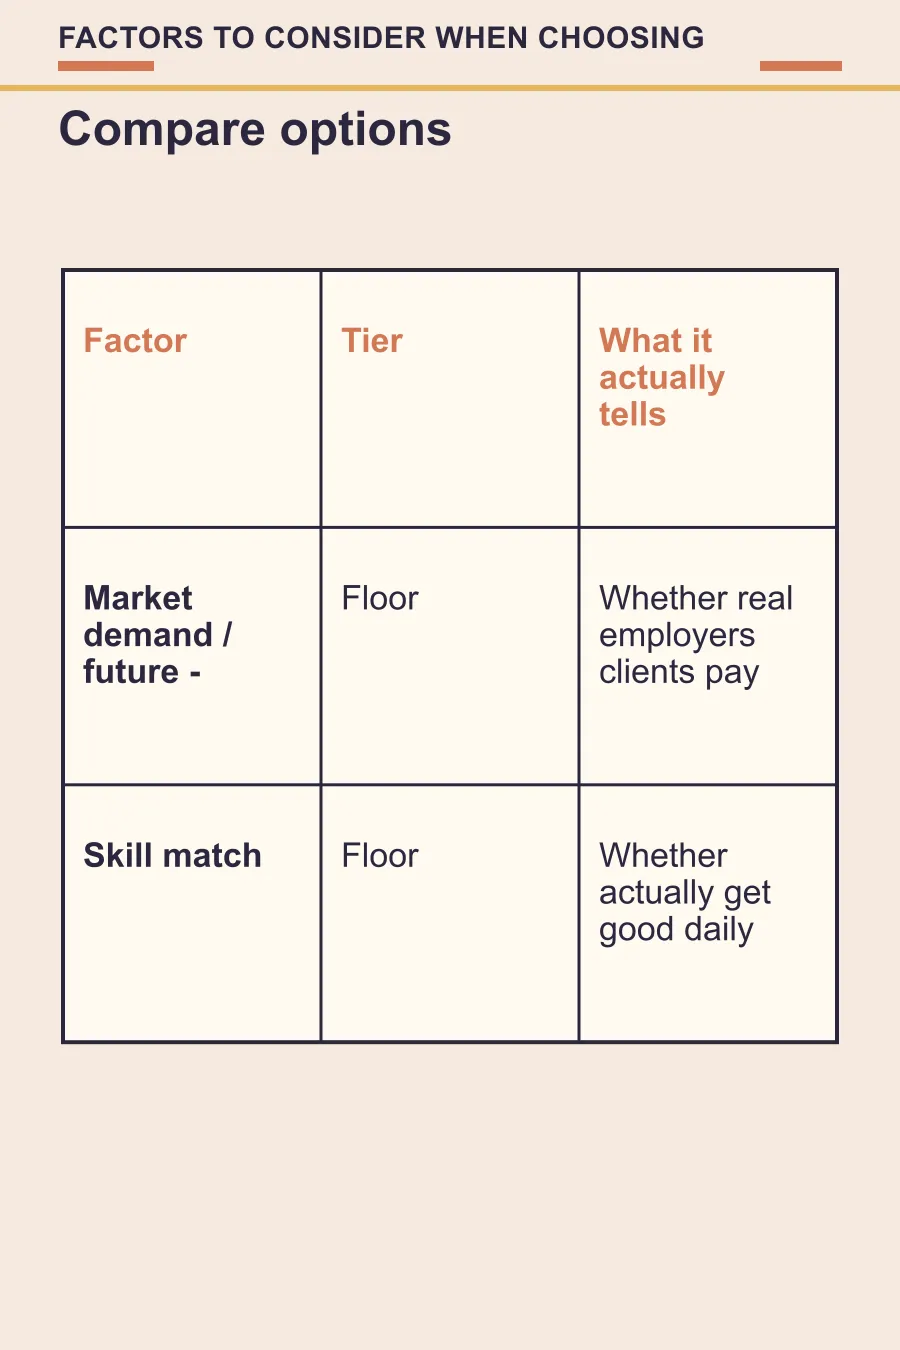 FACTORS TO CONSIDER WHEN CHOOSING
Compare options
Factor
Tier
What it
actually
tells
Market
demand /
future -
Floor
Whether real
employers
clients pay
Skill match
Floor
Whether
actually get
good daily